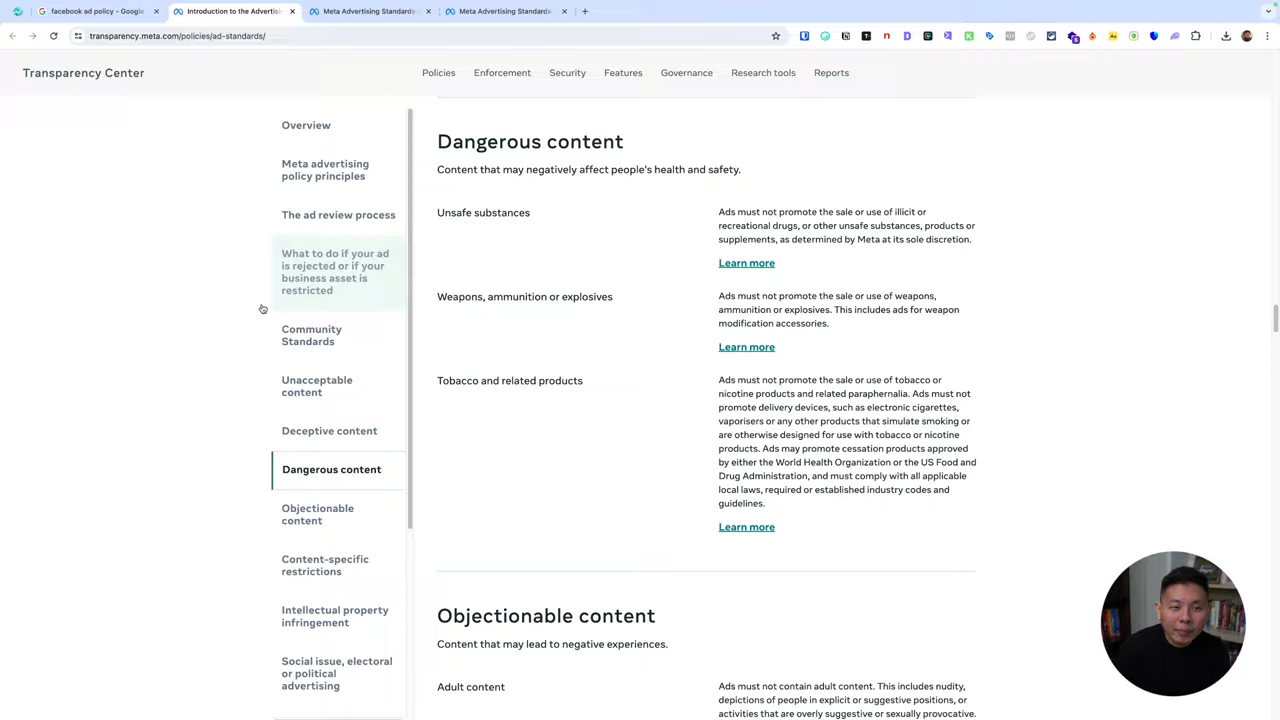 facebook ad policy - Google
Introduction to the Advertis
Meta Advertising Standards
Meta Advertising Standards
transparency.meta.com/policies/ad-standards/
Transparency Center
Policies
Enforcement
Security
Features
Governance
Research tools
Reports
Overview
Meta advertising
policy principles
The ad review process
What to do if your ad
is rejected or if your
business asset is
restricted
Community
Standards
Unacceptable
content
Deceptive content
Dangerous content
Objectionable
content
Content-specific
restrictions
Intellectual property
infringement
Social issue, electoral
or political
advertising
Dangerous content
Content that may negatively affect people's health and safety.
Unsafe substances
Ads must not promote the sale or use of illicit or
recreational drugs, or other unsafe substances, products or
supplements, as determined by Meta at its sole discretion.
Learn more
Weapons, ammunition or explosives
Ads must not promote the sale or use of weapons,
ammunition or explosives. This includes ads for weapon
modification accessories.
Learn more
Tobacco and related products
Ads must not promote the sale or use of tobacco or
nicotine products and related paraphernalia. Ads must not
promote delivery devices, such as electronic cigarettes,
vaporisers or any other products that simulate smoking or
are otherwise designed for use with tobacco or nicotine
products. Ads may promote cessation products approved
by either the World Health Organization or the US Food and
Drug Administration, and must comply with all applicable
local laws, required or established industry codes and
guidelines.
Learn more
Objectionable content
Content that may lead to negative experiences.
Adult content
Ads must not contain adult content. This includes nudity,
depictions of people in explicit or suggestive positions, or
activities that are overly suggestive or sexually provocative.